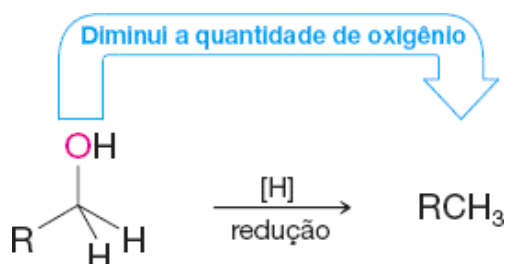 Diminui a quantidade de oxigênio
OH
[H]
RCH₃
redução
R
H
H